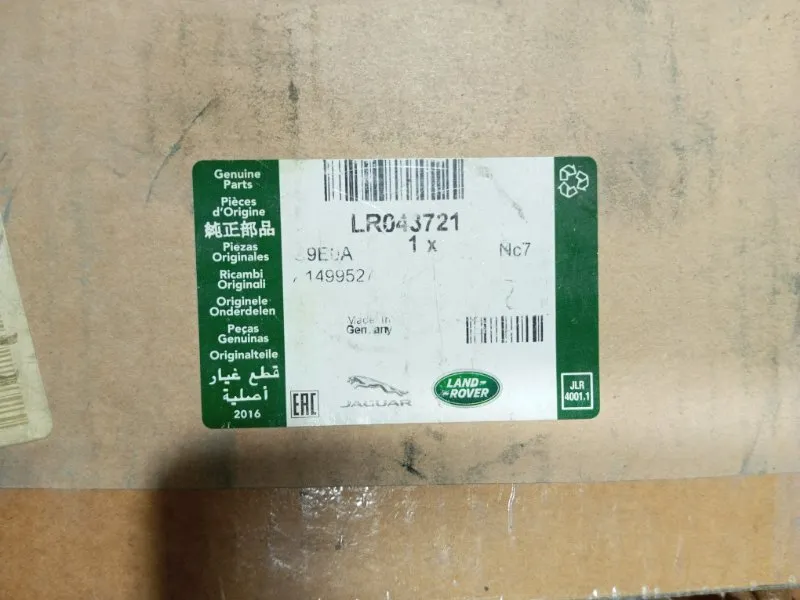 Genuine
Parts
Pièces
d'Origine
純正部品
Piezas
Originales
Ricambi
Originali
Originele
Onderdelen
Peças
Genuinas
Originalteile
قطع غيار
أصلية
2016
LR043721
1 x
Nc7
Made in
Germany
EAC
JAGUAR
LAND
ROVER
JLR
4001.1